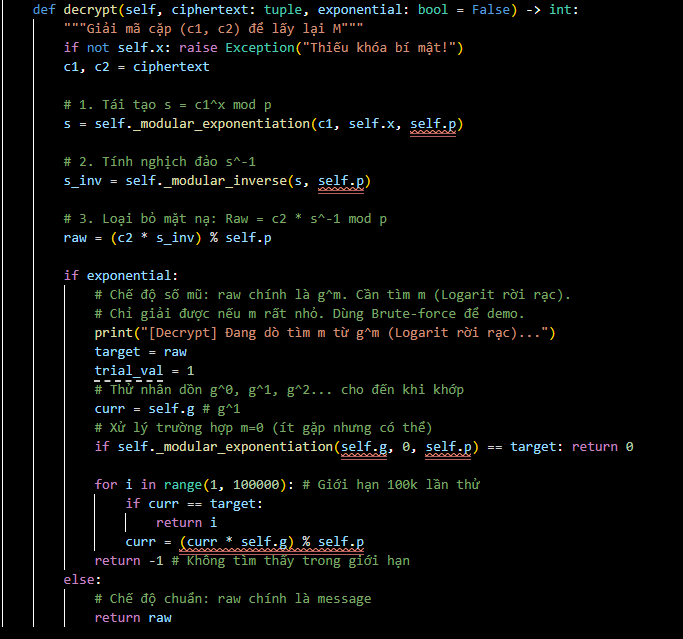 def decrypt(self, ciphertext: tuple, exponential: bool = False) -> int:
"""Giải mã cặp (c1, c2) để lấy lại M"""
if not self.x: raise Exception("Thiếu khóa bí mật!")
c1, c2 = ciphertext
# 1. Tái tạo s = c1^x mod p
s = self._modular_exponentiation(c1, self.x, self.p)
# 2. Tính nghịch đảo s^-1
s_inv = self._modular_inverse(s, self.p)
# 3. Loại bỏ mặt nạ: Raw = c2 * s^-1 mod p
raw = (c2 * s_inv) % self.p
if exponential:
# Chế độ số mũ: raw chính là g^m. Cần tìm m (Logarit rời rạc).
# Chỉ giải được nếu m rất nhỏ. Dùng Brute-force để demo.
print("[Decrypt] Đang dò tìm m từ g^m (Logarit rời rạc)...")
target = raw
trial_val = 1
# Thử nhân dồn g^0, g^1, g^2... cho đến khi khớp
curr = self.g # g^1
# Xử lý trường hợp m=0 (ít gặp nhưng có thể)
if self._modular_exponentiation(self.g, 0, self.p) == target: return 0
for i in range(1, 100000): # Giới hạn 100k lần thử
if curr == target:
return i
curr = (curr * self.g) % self.p
return -1 # Không tìm thấy trong giới hạn
else:
# Chế độ chuẩn: raw chính là message
return raw